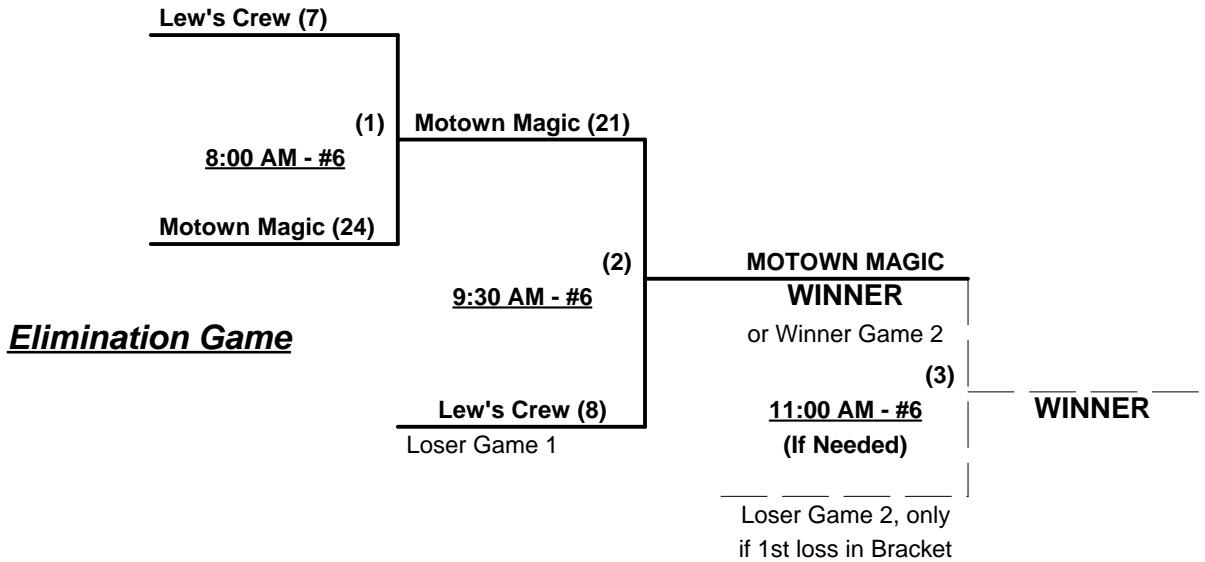 Lew's Crew (7)
(1)
Motown Magic (21)
8:00 AM - #6
Motown Magic (24)
(2)
MOTOWN MAGIC
9:30 AM - #6
WINNER
Elimination Game
or Winner Game 2
(3)
Lew's Crew (8)
11:00 AM - #6
WINNER
Loser Game 1
(If Needed)
Loser Game 2, only
if 1st loss in Bracket